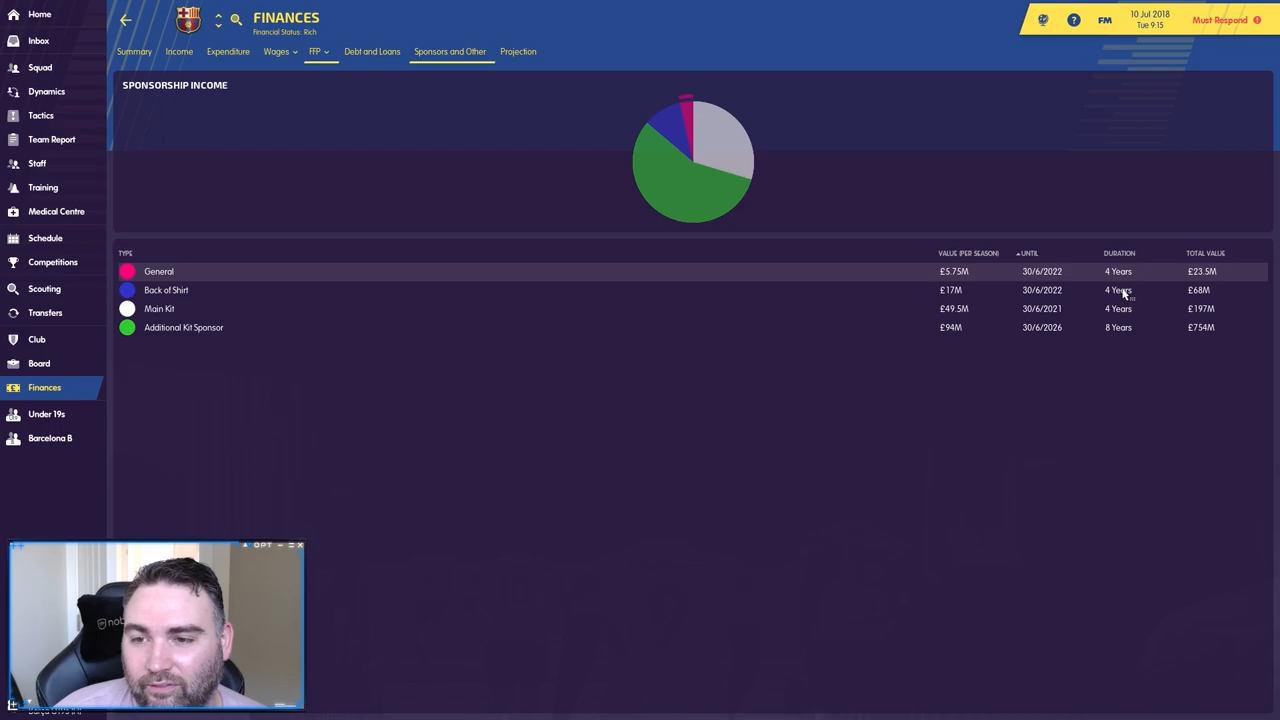 Home
Inbox
Squad
Dynamics
Tactics
Team Report
Staff
Training
Medical Centre
Schedule
Competitions
Scouting
Transfers
Club
Board
Finances
Under 19s
Barcelona B
FINANCES
Financial Status: Rich
? FM 10 Jul 2018 Must Respond
Tue 9:15
Summary Income Expenditure Wages FFP Debt and Loans Sponsors and Other Projection
SPONSORSHIP INCOME
TYPE VALUE (PER SEASON) UNTIL DURATION TOTAL VALUE
General £5.75M 30/6/2022 4 Years £23.5M
Back of Shirt £17M 30/6/2022 4 Years £68M
Main Kit £49.5M 30/6/2021 4 Years £197M
Additional Kit Sponsor £94M 30/6/2026 8 Years £754M
OPT
nob